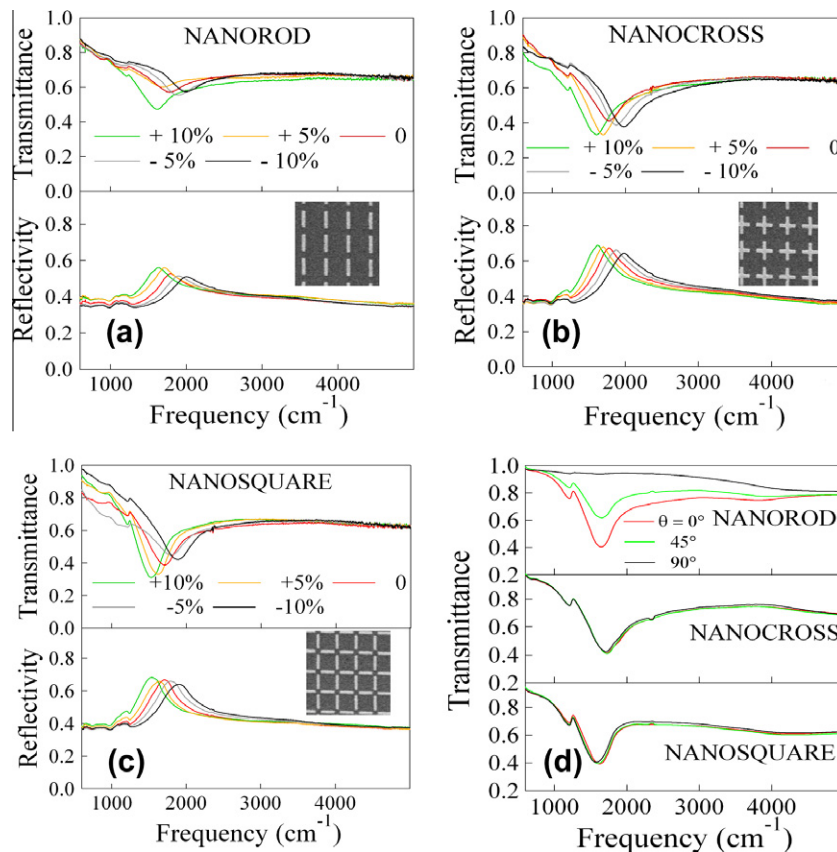 NANOROD
Transmittance
1.0
0.8
0.6
0.4
0.2
0.0
+ 10% + 5% 0
- 5% - 10%
Reflectivity
0.8
0.6
0.4
0.2
0.0
(a)
1000 2000 3000 4000
Frequency (cm-1)
NANOCROSS
Transmittance
1.0
0.8
0.6
0.4
0.2
0.0
+ 10% + 5% 0
- 5% - 10%
Reflectivity
0.8
0.6
0.4
0.2
0.0
(b)
1000 2000 3000 4000
Frequency (cm-1)
NANOSQUARE
Transmittance
1.0
0.8
0.6
0.4
0.2
0.0
+10% +5% 0
-5% -10%
Reflectivity
0.8
0.6
0.4
0.2
0.0
(c)
1000 2000 3000 4000
Frequency (cm-1)
Transmittance
1.0
0.8
0.6
0.4
θ = 0°
45°
90°
NANOROD
0.8
0.6
0.4
0.2
NANOCROSS
0.8
0.6
0.4
0.2
(d)
NANOSQUARE
2000 4000
Frequency (cm-1)